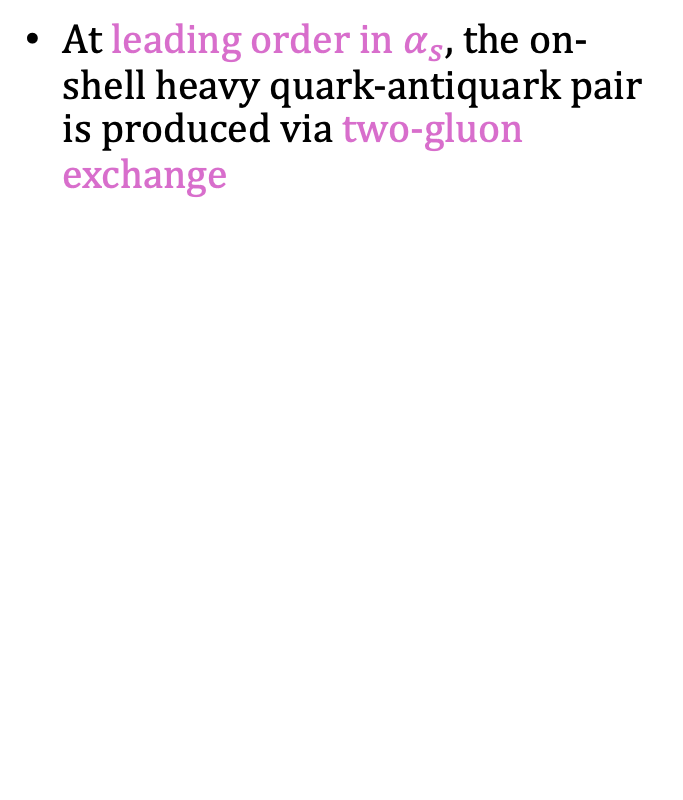 • At leading order in αₛ, the on-
shell heavy quark-antiquark pair
is produced via two-gluon
exchange